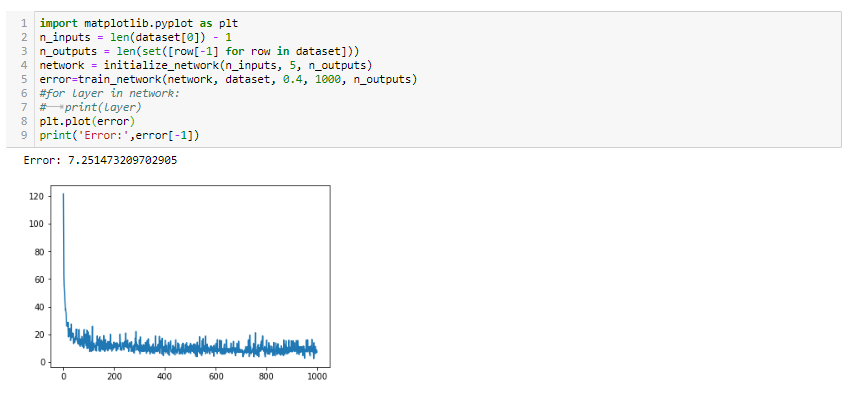 1 import matplotlib.pyplot as plt
2 n_inputs = len(dataset[0]) - 1
3 n_outputs = len(set([row[-1] for row in dataset]))
4 network = initialize_network(n_inputs, 5, n_outputs)
5 error=train_network(network, dataset, 0.4, 1000, n_outputs)
6 #for layer in network:
7 #⟶print(layer)
8 plt.plot(error)
9 print('Error:',error[-1])
Error: 7.251473209702905
120
100
80
60
40
20
0
0 200 400 600 800 1000